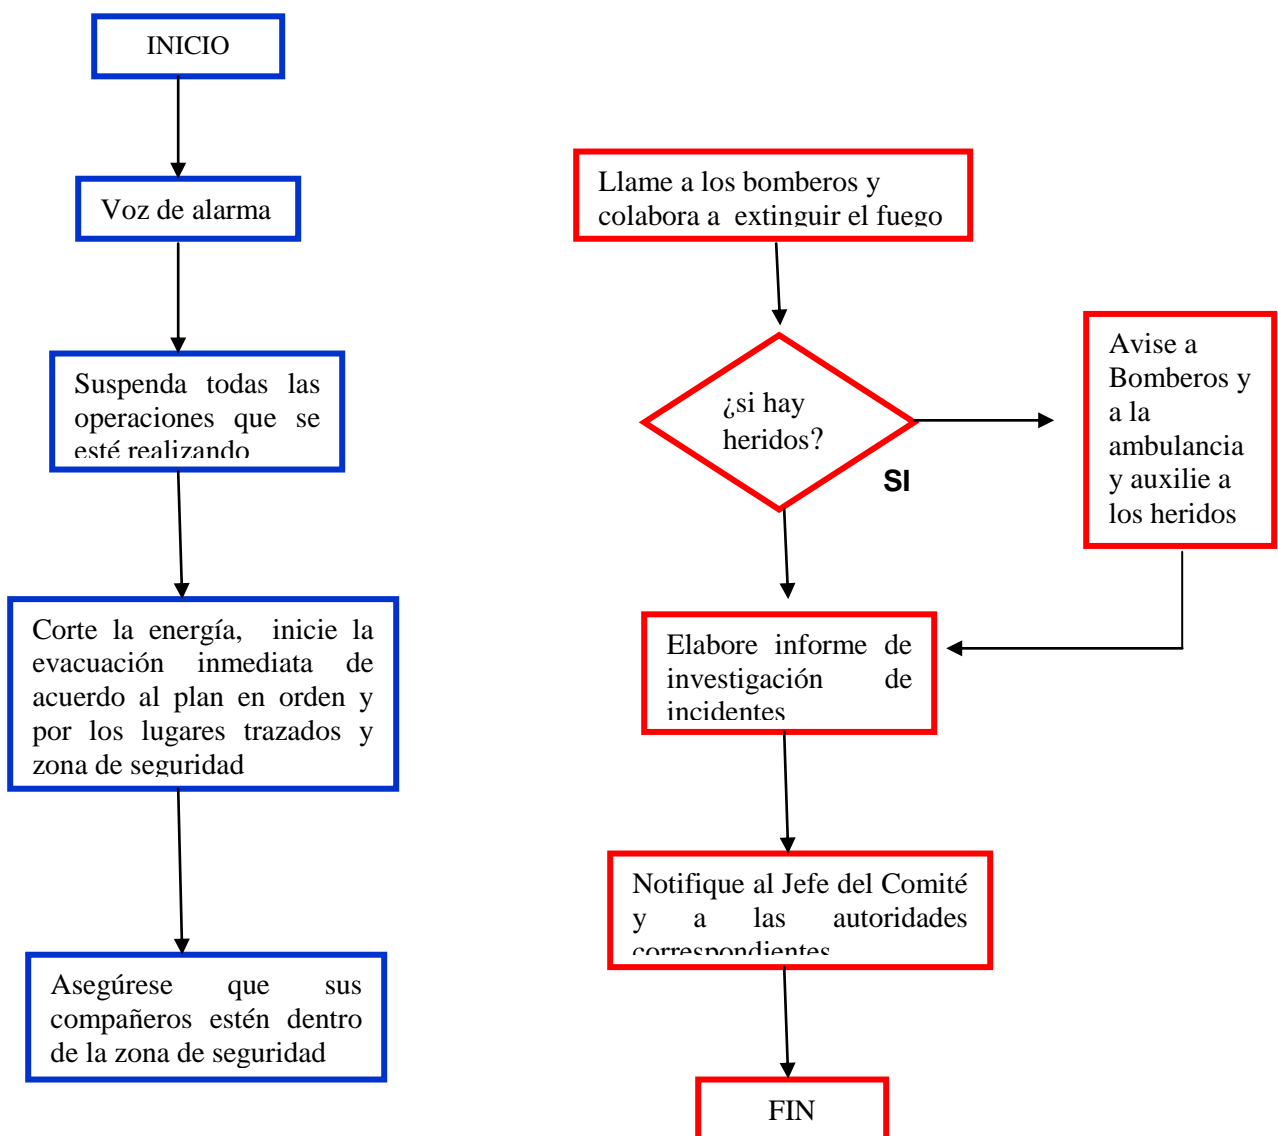 INICIO
Voz de alarma
Suspenda todas las
operaciones que se
esté realizando
Corte la energía, inicie la
evacuación inmediata de
acuerdo al plan en orden y
por los lugares trazados y
zona de seguridad
Asegúrese que sus
compañeros estén dentro
de la zona de seguridad
Llame a los bomberos y
colabora a extinguir el fuego
¿si hay
heridos?
SI
Avise a
Bomberos y
a la
ambulancia
y auxilie a
los heridos
Elabore informe de
investigación de
incidentes
Notifique al Jefe del Comité
y a las autoridades
correspondientes
FIN